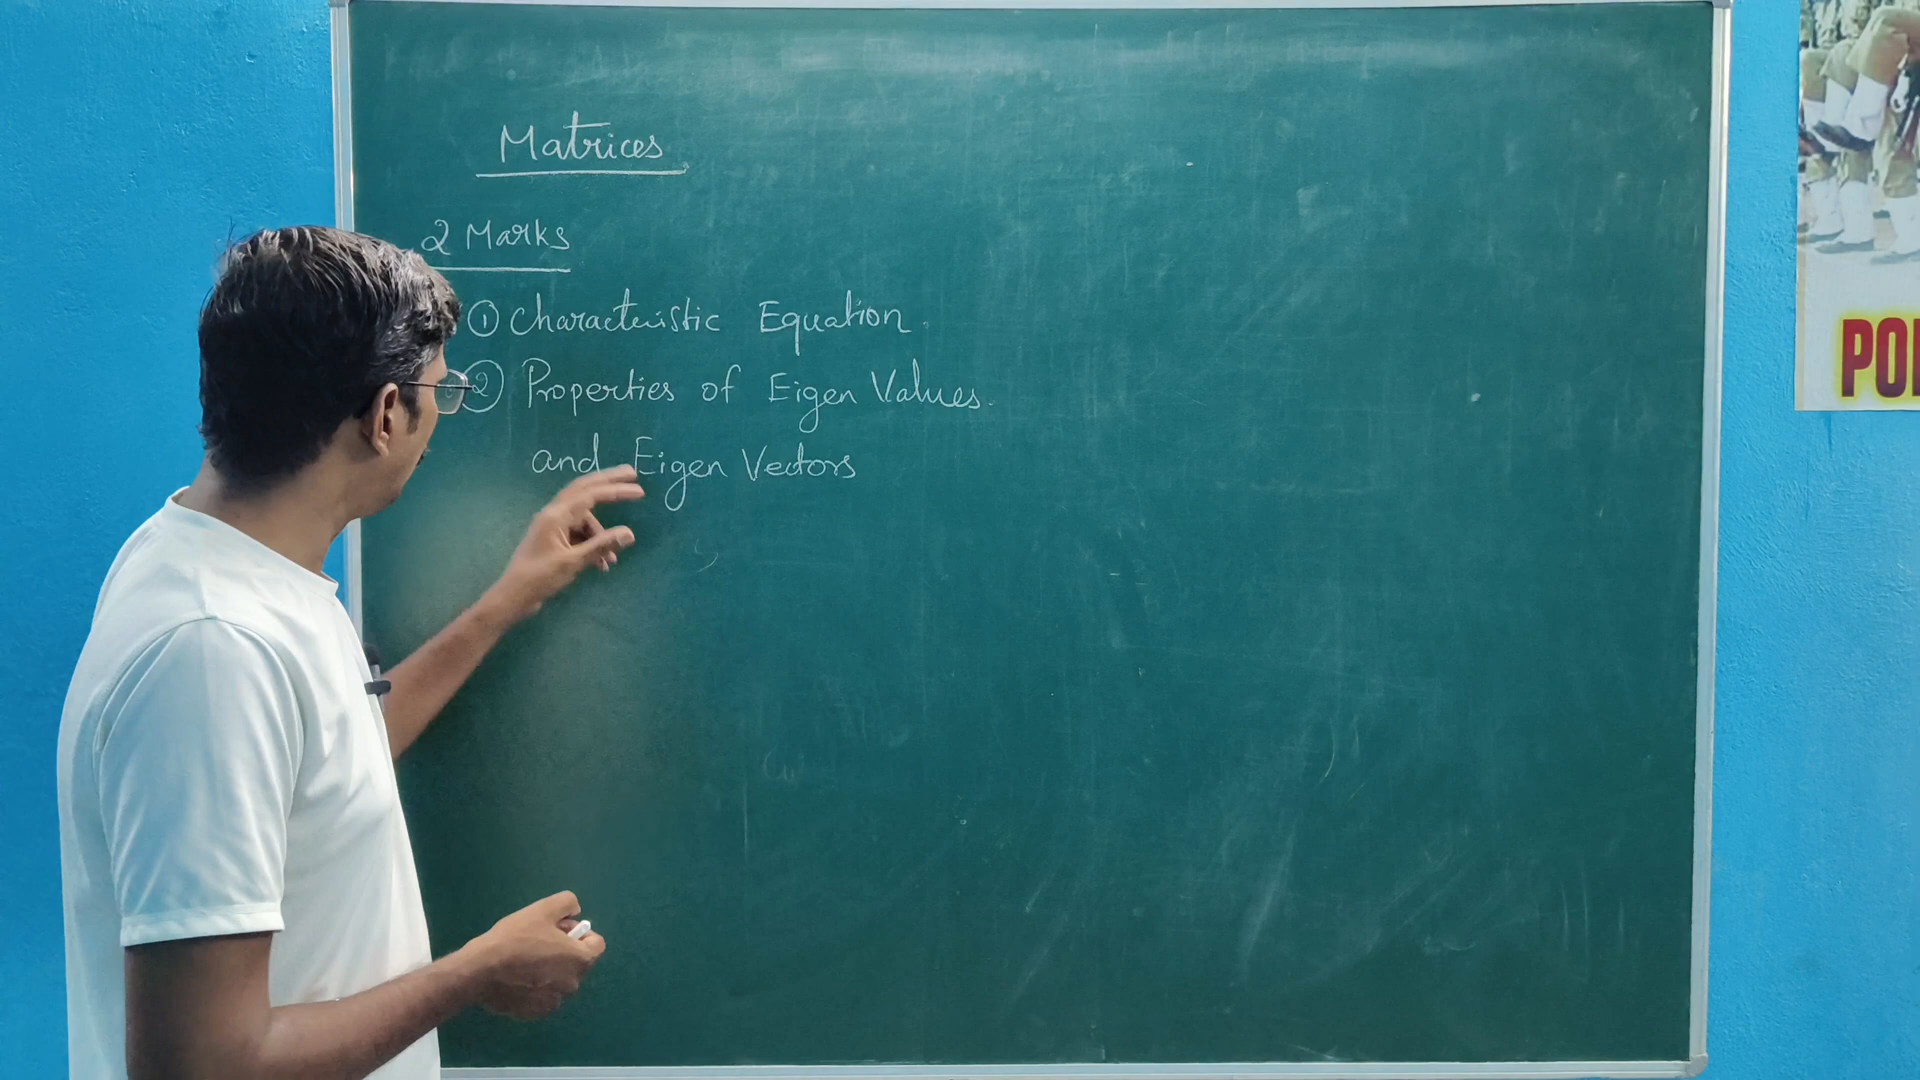 Matrices
2 Marks
① Characteristic Equation.
② Properties of Eigen Values.
and Eigen Vectors